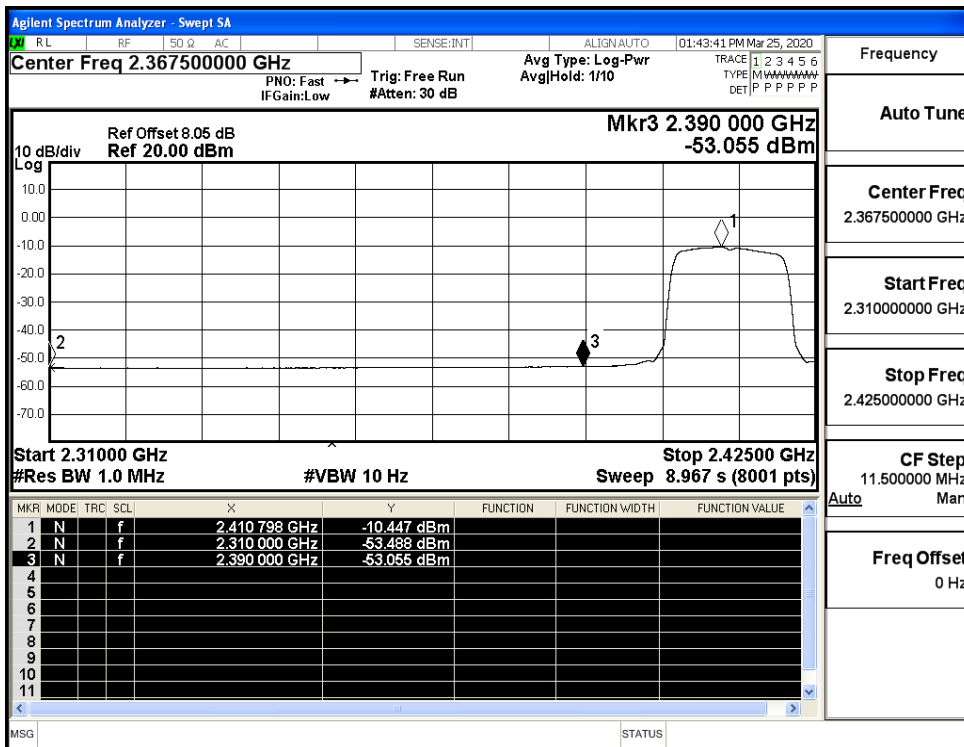 Agilent Spectrum Analyzer - Swept SA
LXI RL RF 50 Ω AC SENSE:INT ALIGNAUTO 01:43:41 PM Mar 25, 2020
Center Freq 2.367500000 GHz
PNO: Fast
IFGain:Low
Trig: Free Run
#Atten: 30 dB
Avg Type: Log-Pwr
Avg|Hold: 1/10
TRACE 1 2 3 4 5 6
TYPE M WWWWW
DET P P P P P P
Ref Offset 8.05 dB
Ref 20.00 dBm
10 dB/div
Log
Mkr3 2.390 000 GHz
-53.055 dBm
10.0
0.00
-10.0
-20.0
-30.0
-40.0
-50.0
-60.0
-70.0
1
2
3
Start 2.31000 GHz
#Res BW 1.0 MHz
#VBW 10 Hz
Stop 2.42500 GHz
Sweep 8.967 s (8001 pts)
MKR MODE TRC SCL X Y FUNCTION FUNCTION WIDTH FUNCTION VALUE
1 N f 2.410 798 GHz -10.447 dBm
2 N f 2.310 000 GHz -53.488 dBm
3 N f 2.390 000 GHz -53.055 dBm
4
5
6
7
8
9
10
11
MSG
STATUS
Frequency
Auto Tune
Center Freq
2.367500000 GHz
Start Freq
2.310000000 GHz
Stop Freq
2.425000000 GHz
CF Step
11.500000 MHz
Auto Man
Freq Offset
0 Hz